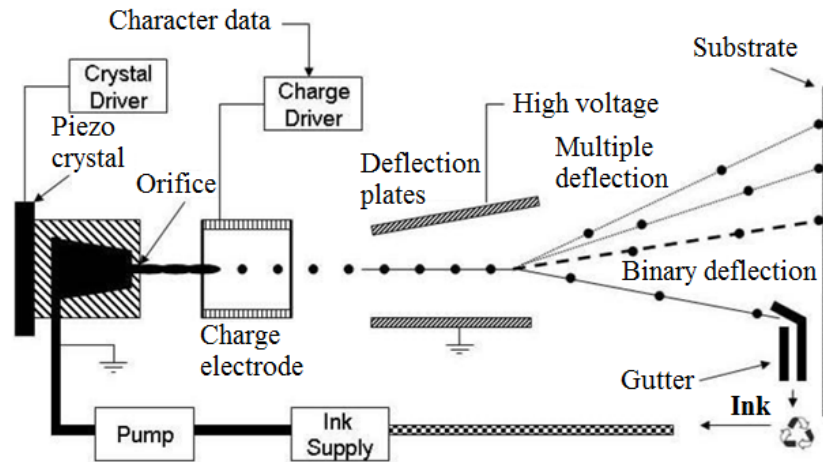 Character data
Substrate
Crystal
Driver
Charge
Driver
High voltage
Piezo
crystal
Orifice
Deflection
plates
Multiple
deflection
Binary deflection
Charge
electrode
Gutter
Ink
Pump
Ink
Supply